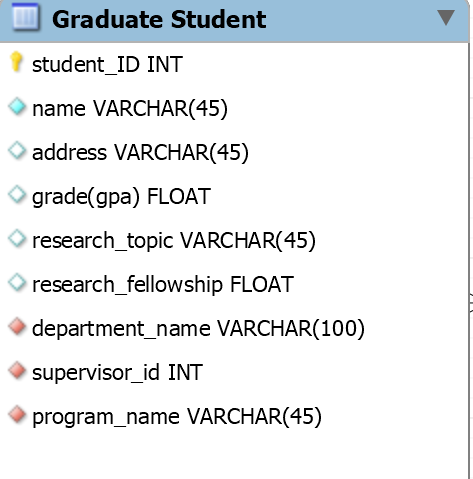 Graduate Student
student_ID INT
name VARCHAR(45)
address VARCHAR(45)
grade(gpa) FLOAT
research_topic VARCHAR(45)
research_fellowship FLOAT
department_name VARCHAR(100)
supervisor_id INT
program_name VARCHAR(45)